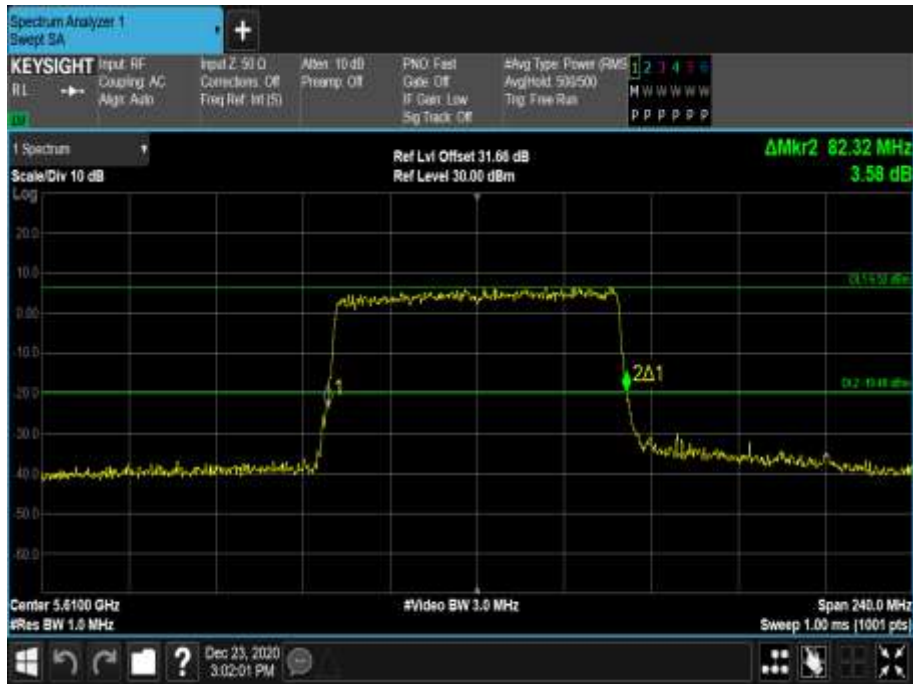 Spectrum Analyzer 1
Swept SA
+
KEYSIGHT Input: RF Input Z: 50 Ω Atten: 10 dB PNO: Fast #Avg Type: Power (RMS 1 2 3 4 5 6
RL Coupling: AC Corrections: Off Preamp: Off Gate: Off Avg|Hold: 500/500 M W W W W W
Align: Auto Freq Ref: Int (S) IF Gain: Low Trig: Free Run
Sig Track: Off P P P P P P
1 Spectrum Ref Lvl Offset 31.66 dB ΔMkr2 82.32 MHz
Scale/Div 10 dB Ref Level 30.00 dBm 3.58 dB
Log
20.0
10.0
0.00
-10.0
2Δ1
1
-20.0
-30.0
-40.0
-50.0
-60.0
Center 5.6100 GHz #Video BW 3.0 MHz Span 240.0 MHz
#Res BW 1.0 MHz Sweep 1.00 ms (1001 pts)
? Dec 23, 2020
3:02:01 PM